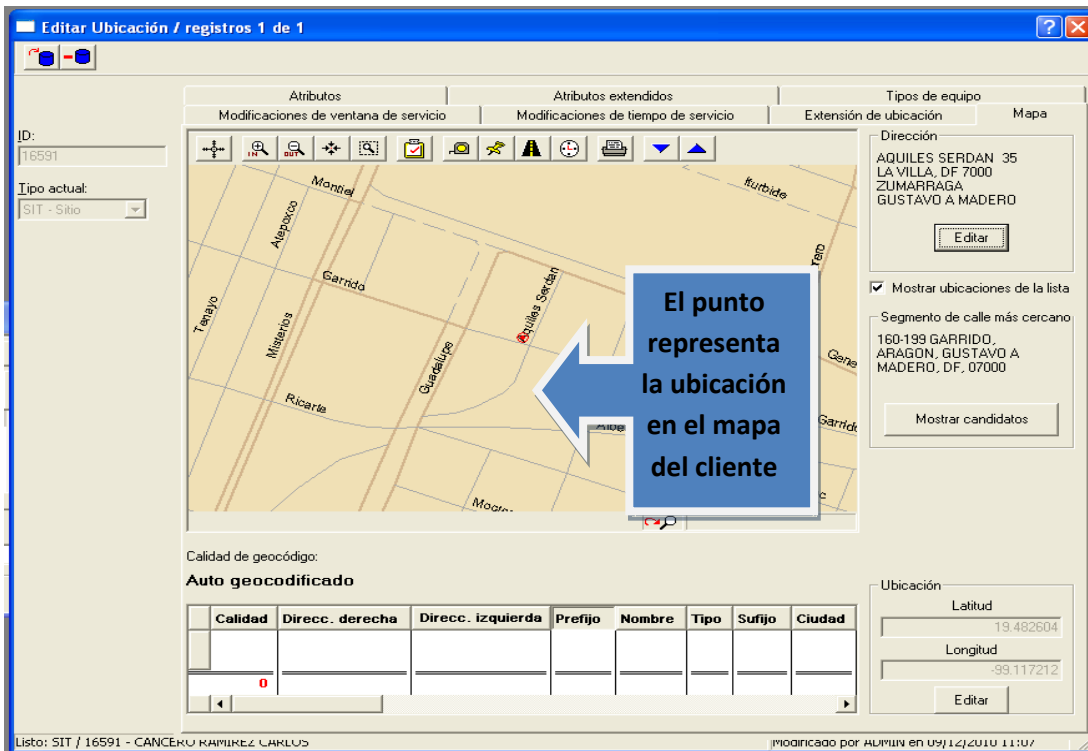 Editar Ubicación / registros 1 de 1
Atributos
Atributos extendidos
Tipos de equipo
Modificaciones de ventana de servicio
Modificaciones de tiempo de servicio
Extensión de ubicación
Mapa
ID:
16591
Tipo actual:
SIT - Sitio
IN
OUT
Montiel
Iturbide
Atepoxco
Garrido
Aquiles Serdan
Tenayo
Misterios
Guadalupe
Ricarte
Garrido
El punto
representa
la ubicación
en el mapa
del cliente
Dirección
AQUILES SERDAN 35
LA VILLA, DF 7000
ZUMARRAGA
GUSTAVO A MADERO
Editar
Mostrar ubicaciones de la lista
Segmento de calle más cercano
160-199 GARRIDO,
ARAGON, GUSTAVO A
MADERO, DF, 07000
Mostrar candidatos
Calidad de geocódigo:
Auto geocodificado
Calidad Direcc. derecha Direcc. izquierda Prefijo Nombre Tipo Sufijo Ciudad
0
Ubicación
Latitud
19.482604
Longitud
-99.117212
Editar
Listo: SIT / 16591 - CANCERO RAMIREZ CARLOS
Modificado por ADMIN en 09/12/2010 11:07